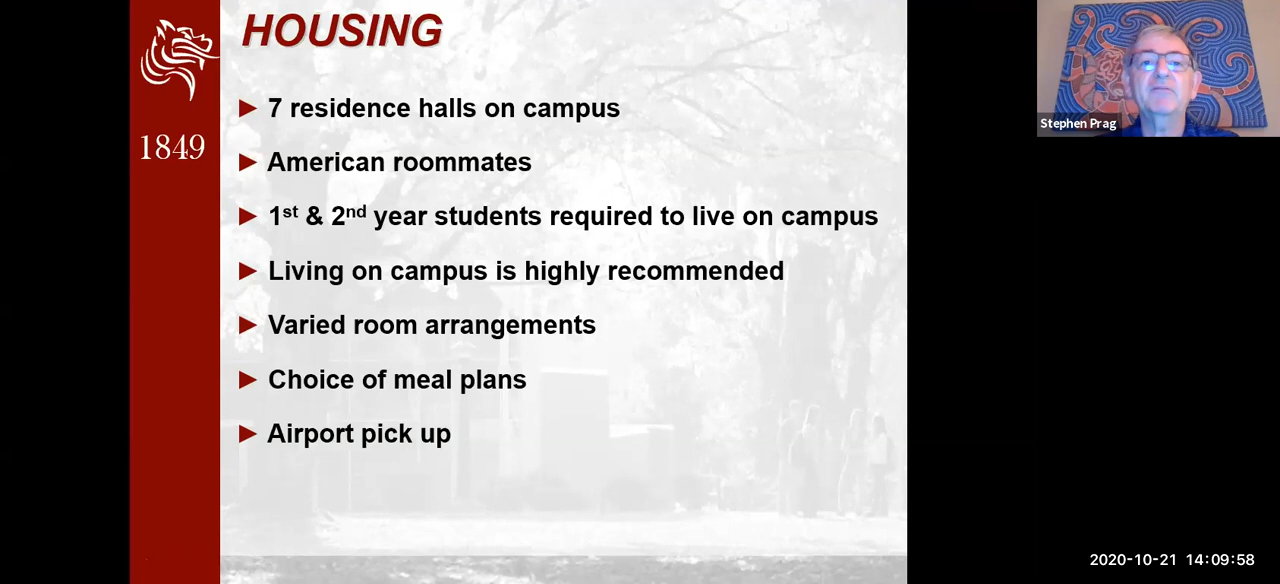 HOUSING
► 7 residence halls on campus
► American roommates
► 1st & 2nd year students required to live on campus
► Living on campus is highly recommended
► Varied room arrangements
► Choice of meal plans
► Airport pick up
1849
Stephen Prag
2020-10-21 14:09:58